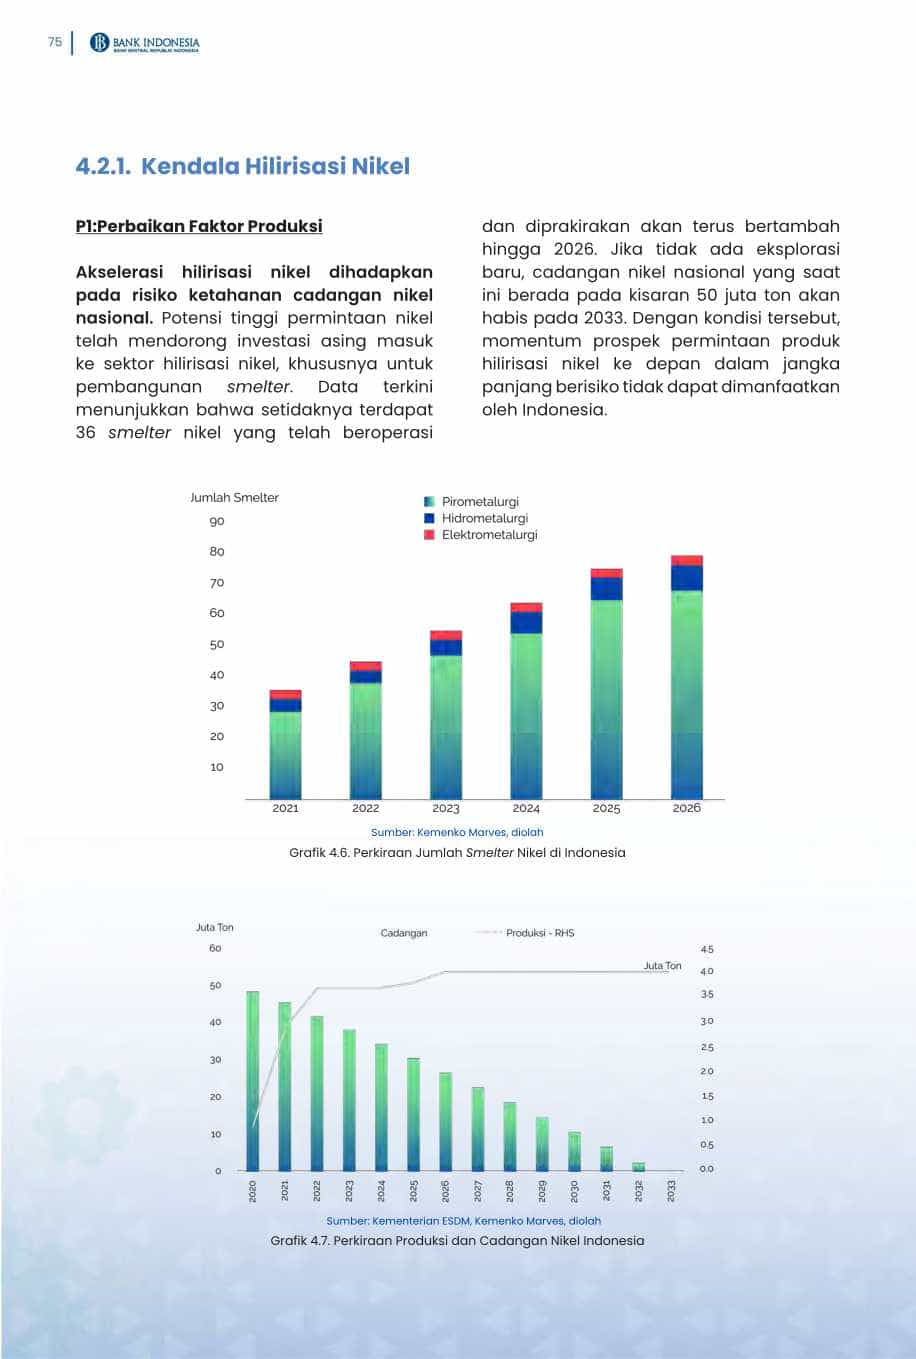 75
BANK INDONESIA
BANK SENTRAL REPUBLIK INDONESIA
4.2.1. Kendala Hilirisasi Nikel
P1:Perbaikan Faktor Produksi
Akselerasi hilirisasi nikel dihadapkan
pada risiko ketahanan cadangan nikel
nasional. Potensi tinggi permintaan nikel
telah mendorong investasi asing masuk
ke sektor hilirisasi nikel, khususnya untuk
pembangunan smelter. Data terkini
menunjukkan bahwa setidaknya terdapat
36 smelter nikel yang telah beroperasi
dan diprakirakan akan terus bertambah
hingga 2026. Jika tidak ada eksplorasi
baru, cadangan nikel nasional yang saat
ini berada pada kisaran 50 juta ton akan
habis pada 2033. Dengan kondisi tersebut,
momentum prospek permintaan produk
hilirisasi nikel ke depan dalam jangka
panjang berisiko tidak dapat dimanfaatkan
oleh Indonesia.
Jumlah Smelter
Pirometalurgi
Hidrometalurgi
Elektrometalurgi
90
80
70
60
50
40
30
20
10
2021 2022 2023 2024 2025 2026
Sumber: Kemenko Marves, diolah
Grafik 4.6. Perkiraan Jumlah Smelter Nikel di Indonesia
Juta Ton
Cadangan
Produksi - RHS
Juta Ton
60
50
40
30
20
10
0
4.5
4.0
3.5
3.0
2.5
2.0
1.5
1.0
0.5
0.0
2020 2021 2022 2023 2024 2025 2026 2027 2028 2029 2030 2031 2032 2033
Sumber: Kementerian ESDM, Kemenko Marves, diolah
Grafik 4.7. Perkiraan Produksi dan Cadangan Nikel Indonesia